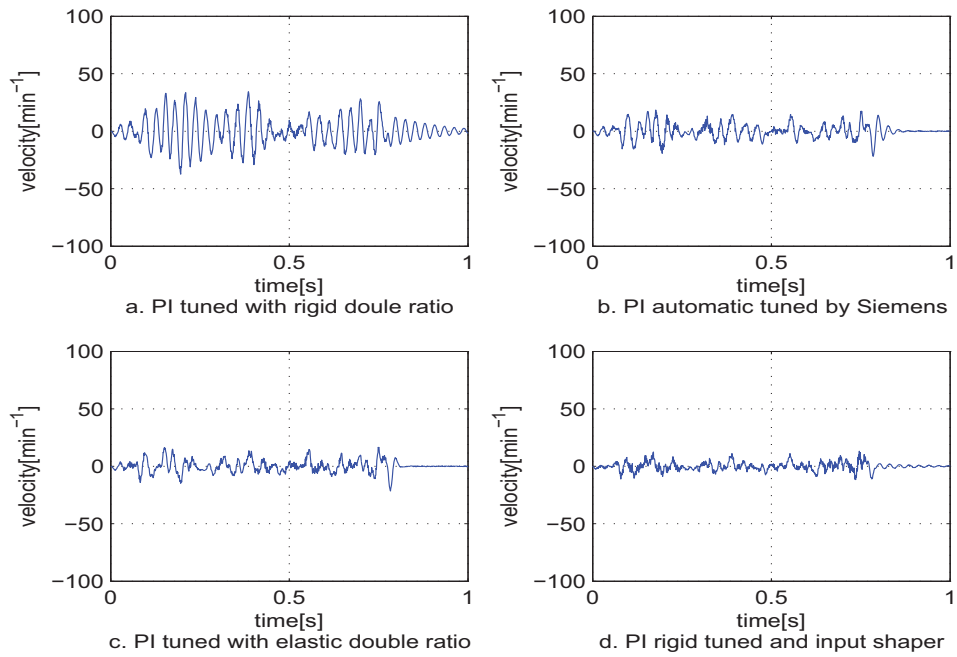 100
50
0
−50
−100
velocity[min⁻¹]
0 0.5 1
time[s]
a. PI tuned with rigid doule ratio
100
50
0
−50
−100
velocity[min⁻¹]
0 0.5 1
time[s]
b. PI automatic tuned by Siemens
100
50
0
−50
−100
velocity[min⁻¹]
0 0.5 1
time[s]
c. PI tuned with elastic double ratio
100
50
0
−50
−100
velocity[min⁻¹]
0 0.5 1
time[s]
d. PI rigid tuned and input shaper